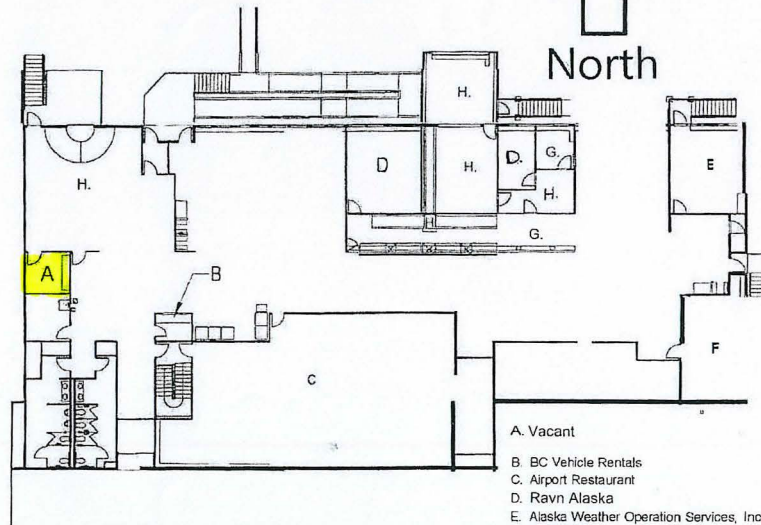 North
H.
H.
D
H.
D.
G.
H.
E
H
G.
A
B
C
F
A. Vacant
B. BC Vehicle Rentals
C. Airport Restaurant
D. Ravn Alaska
E. Alaska Weather Operation Services, Inc